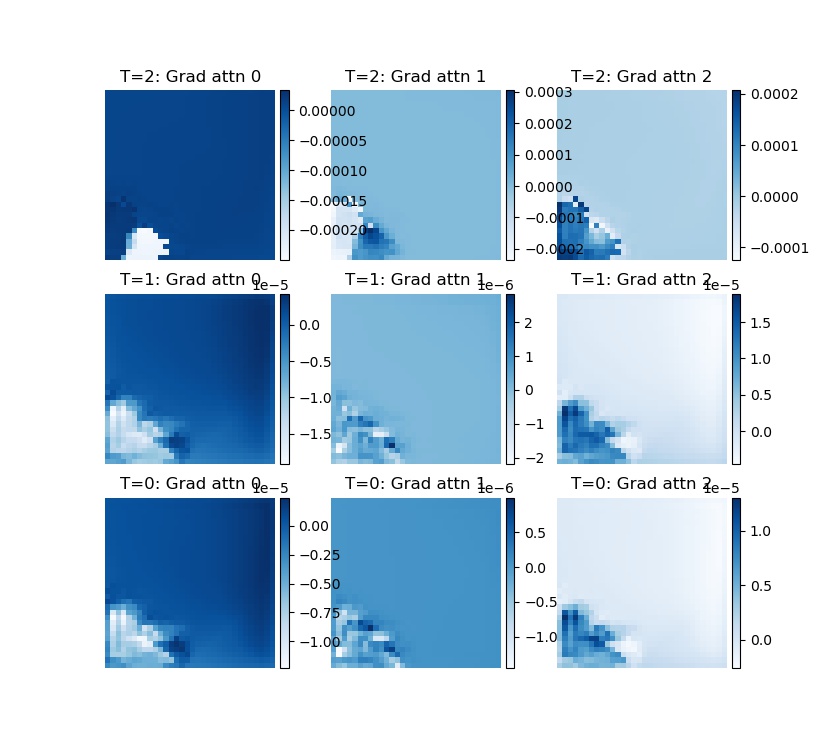 T=2: Grad attn 0
T=2: Grad attn 1
T=2: Grad attn 2
0.00000
−0.00005
−0.00010
−0.00015
−0.00020
0.0003
0.0002
0.0001
0.0000
−0.0001
−0.0002
0.0002
0.0001
0.0000
−0.0001
T=1: Grad attn 0
1e−5
T=1: Grad attn 1
1e−6
T=1: Grad attn 2
1e−5
0.0
−0.5
−1.0
−1.5
2
1
0
−1
−2
1.5
1.0
0.5
0.0
T=0: Grad attn 0
1e−5
T=0: Grad attn 1
1e−6
T=0: Grad attn 2
1e−5
0.00
−0.25
−0.50
−0.75
−1.00
0.5
0.0
−0.5
−1.0
1.0
0.5
0.0